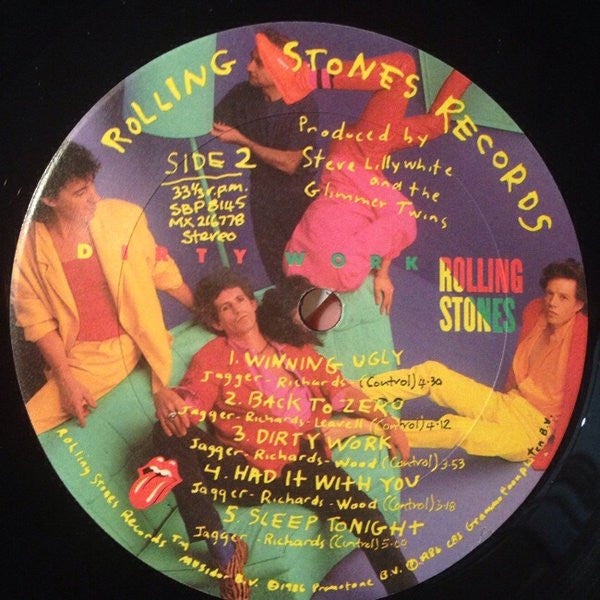 ROLLING STONES RECORDS
SIDE 2
33⅓ r.p.m.
SBP 8145
MX 216778
Stereo
Produced by
Steve Lillywhite
and the
Glimmer Twins
DIRTY WORK
ROLLING
STONES
1. WINNING UGLY
Jagger - Richards - (Control) 4·30
2. BACK TO ZERO
Jagger - Richards - Leavell (Control) 4·12
3. DIRTY WORK
Jagger - Richards - Wood (Control) 3·53
4. HAD IT WITH YOU
Jagger - Richards - Wood (Control) 3·18
5. SLEEP TONIGHT
Jagger - Richards (Control) 5·00
Rolling Stones Records TM Musidor B.V. ©1986 Promotone B.V. ℗1986 CBS Grammofoonplaten B.V.